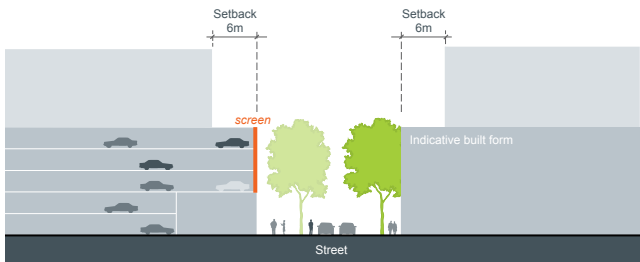 Setback
6m
Setback
6m
screen
Indicative built form
Street